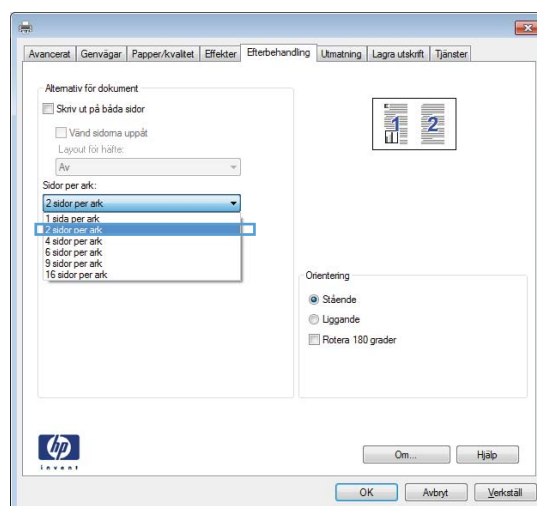 Avancerat Genvägar Papper/kvalitet Effekter Efterbehandling Utmatning Lagra utskrift Tjänster
Alternativ för dokument
Skriv ut på båda sidor
Vänd sidorna uppåt
Layout för häfte:
Av
Sidor per ark:
2 sidor per ark
1 sida per ark
2 sidor per ark
4 sidor per ark
6 sidor per ark
9 sidor per ark
16 sidor per ark
1 2
Orientering
Stående
Liggande
Rotera 180 grader
hp
invent
Om... Hjälp
OK Avbryt Verkställ